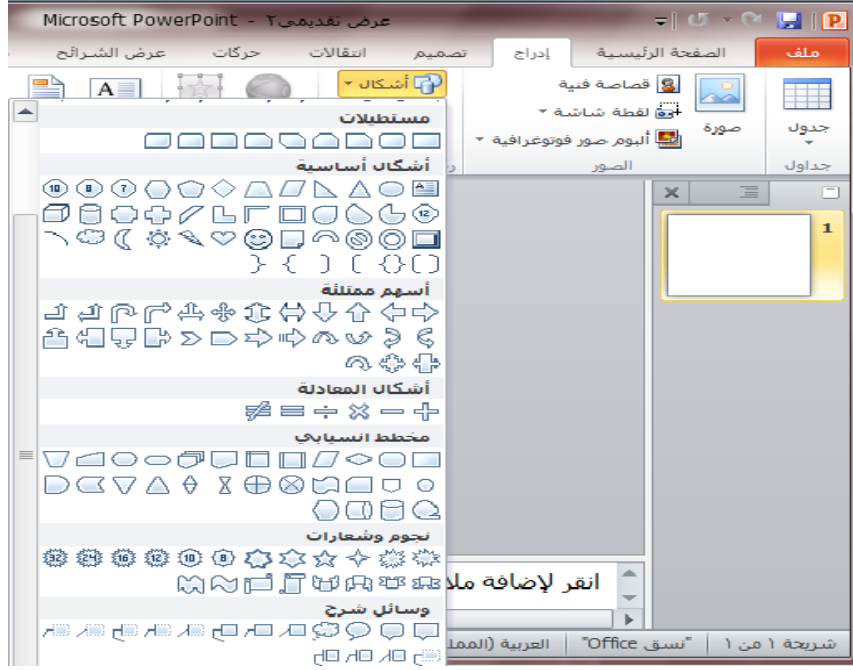 عرض تقديمي٢ - Microsoft PowerPoint
ملف
الصفحة الرئيسية
إدراج
تصميم
انتقالات
حركات
عرض الشرائح
جدول
جداول
صورة
قصاصة فنية
لقطة شاشة
ألبوم صور فوتوغرافية
الصور
أشكال
مستطيلات
أشكال أساسية
أسهم ممتلئة
أشكال المعادلة
مخطط انسيابي
نجوم وشعارات
وسائل شرح
1
انقر لإضافة
شريحة ١ من ١
"نسق Office"
العربية